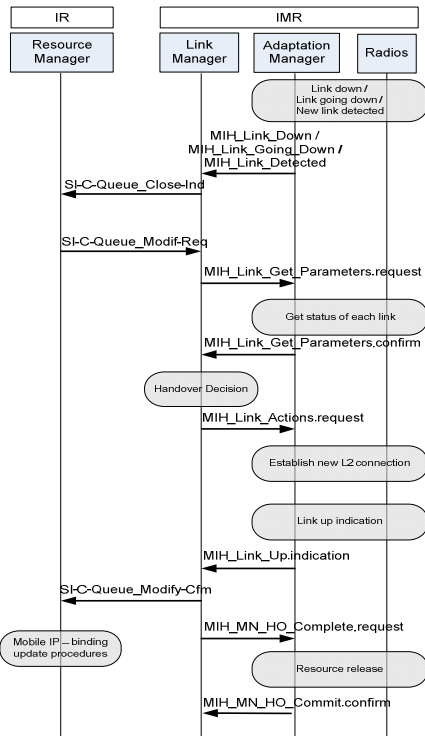 IR
IMR
Resource
Manager
Link
Manager
Adaptation
Manager
Radios
Link down /
Link going down /
New link detected
MIH_Link_Down /
MIH_Link_Going_Down /
MIH_Link_Detected
SI-C-Queue_Close-Ind
SI-C-Queue_Modif-Req
MIH_Link_Get_Parameters.request
Get status of each link
MIH_Link_Get_Parameters.confirm
Handover Decision
MIH_Link_Actions.request
Establish new L2 connection
Link up indication
MIH_Link_Up.indication
SI-C-Queue_Modify-Cfm
MIH_MN_HO_Complete.request
Mobile IP – binding
update procedures
Resource release
MIH_MN_HO_Commit.confirm